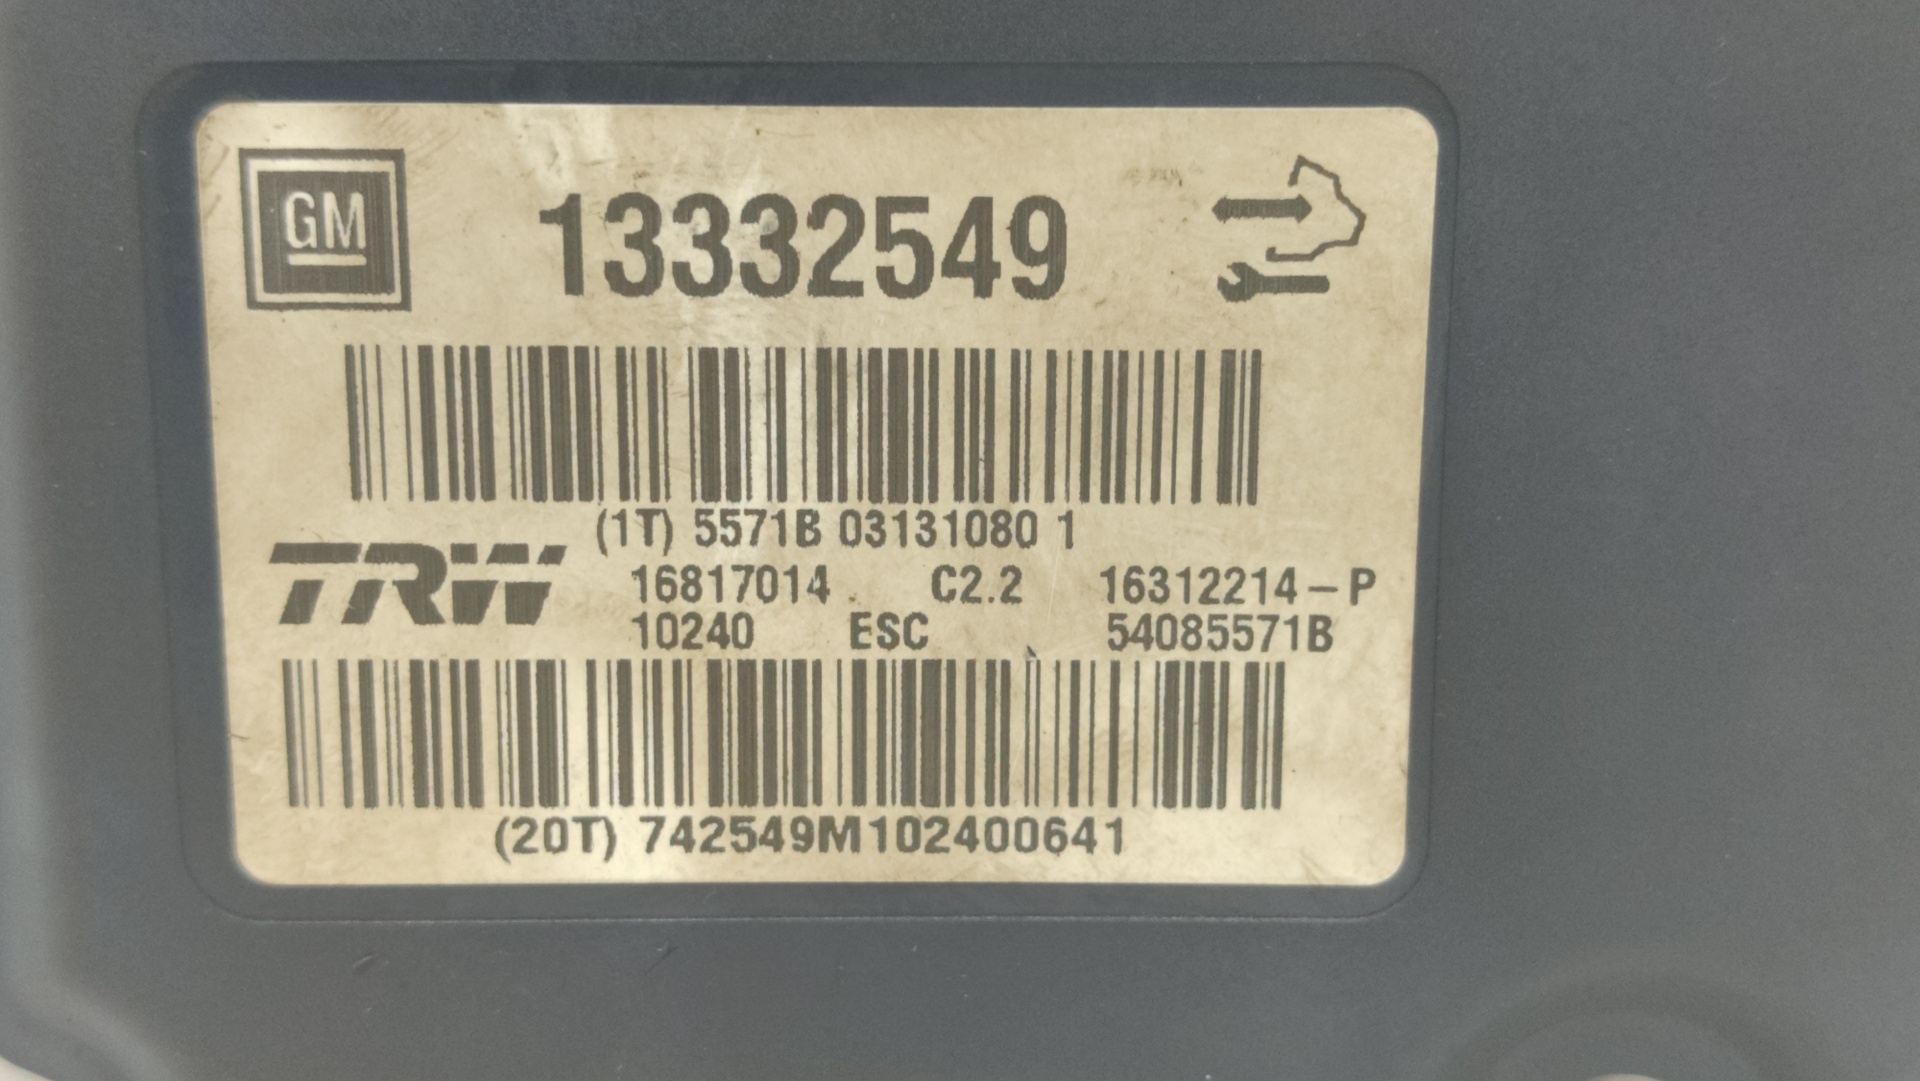 GM
13332549
(1T) 5571B 03131080 1
TRW
16817014 C2.2 16312214-P
10240 ESC 54085571B
(20T) 742549M102400641